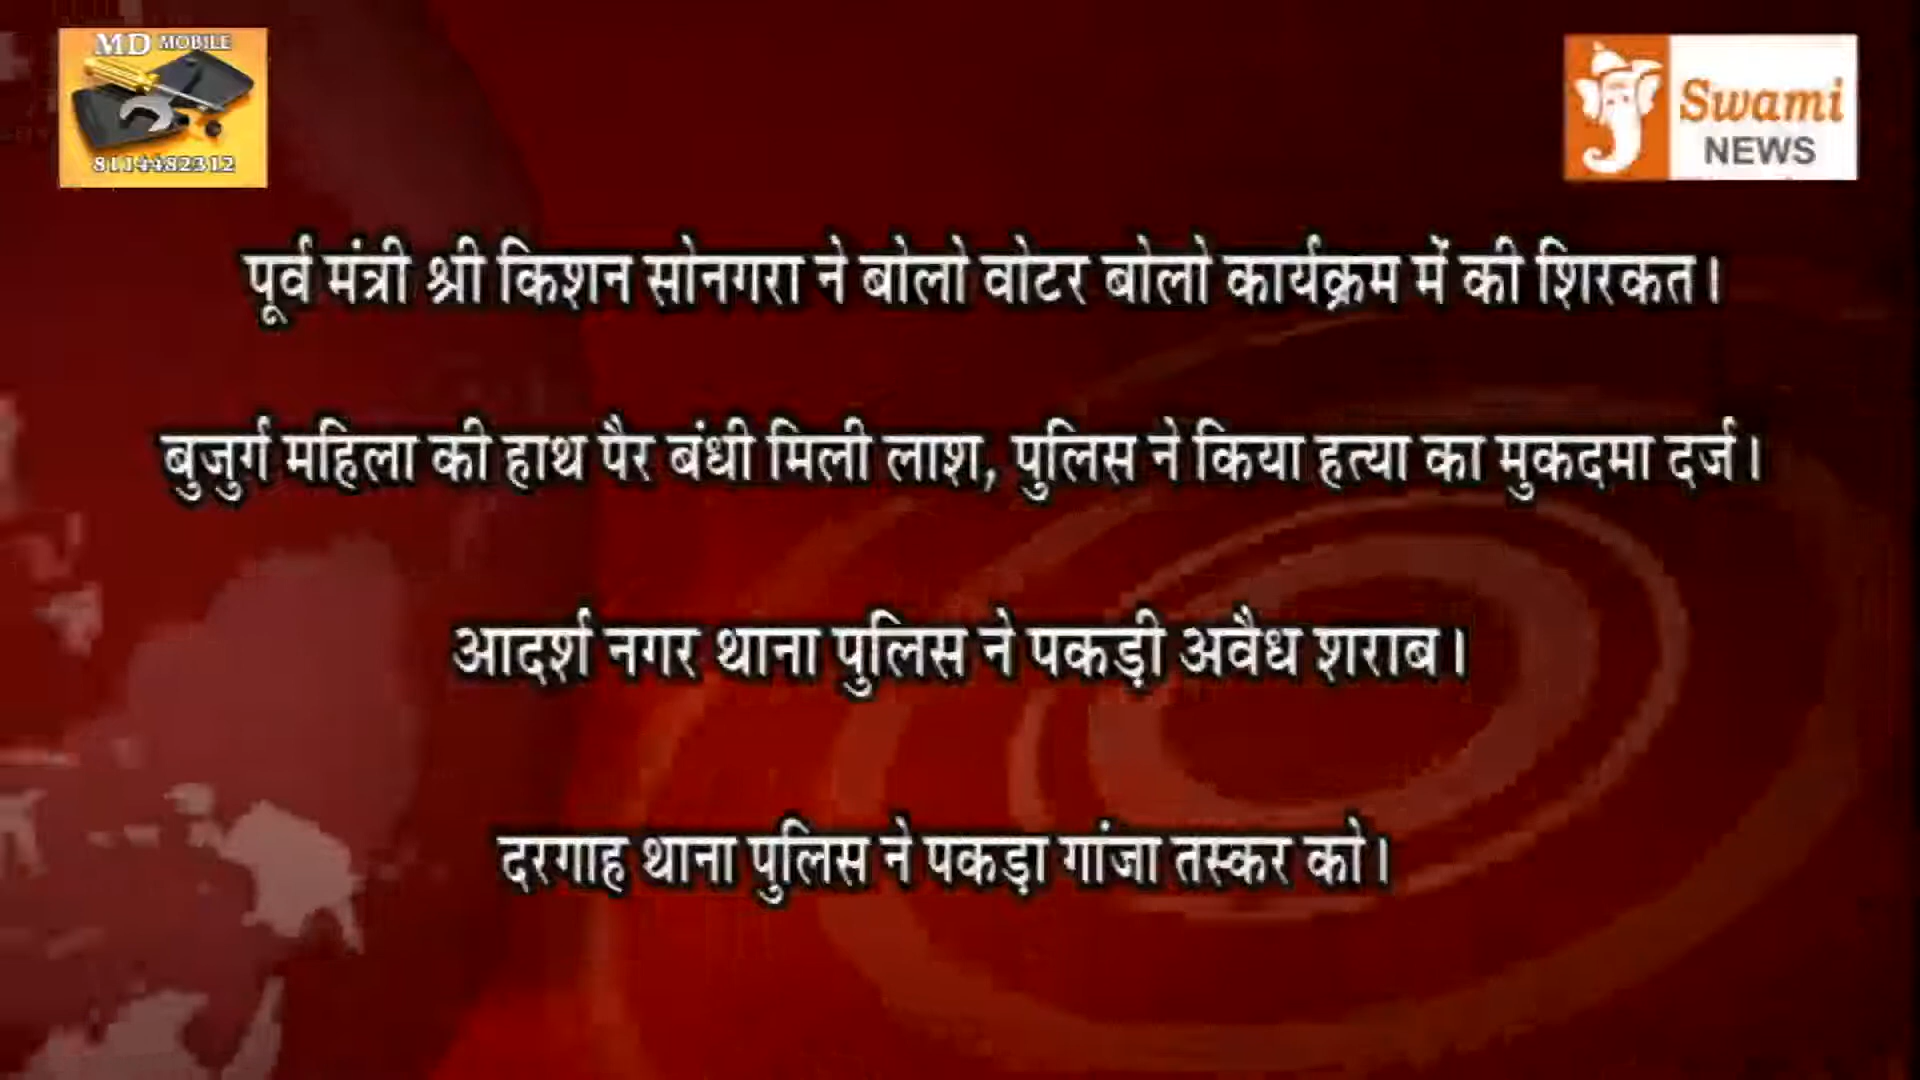 MD MOBILE
8114482312
Swami
NEWS
पूर्व मंत्री श्री किशन सोनगरा ने बोलो वोटर बोलो कार्यक्रम में की शिरकत।
बुजुर्ग महिला की हाथ पैर बंधी मिली लाश, पुलिस ने किया हत्या का मुकदमा दर्ज।
आदर्श नगर थाना पुलिस ने पकड़ी अवैध शराब।
दरगाह थाना पुलिस ने पकड़ा गांजा तस्कर को।